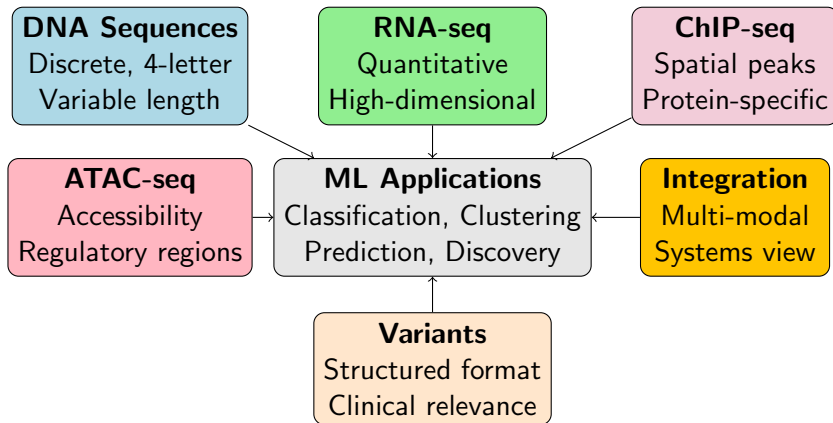 DNA Sequences
Discrete, 4-letter
Variable length
RNA-seq
Quantitative
High-dimensional
ChIP-seq
Spatial peaks
Protein-specific
ATAC-seq
Accessibility
Regulatory regions
ML Applications
Classification, Clustering
Prediction, Discovery
Integration
Multi-modal
Systems view
Variants
Structured format
Clinical relevance